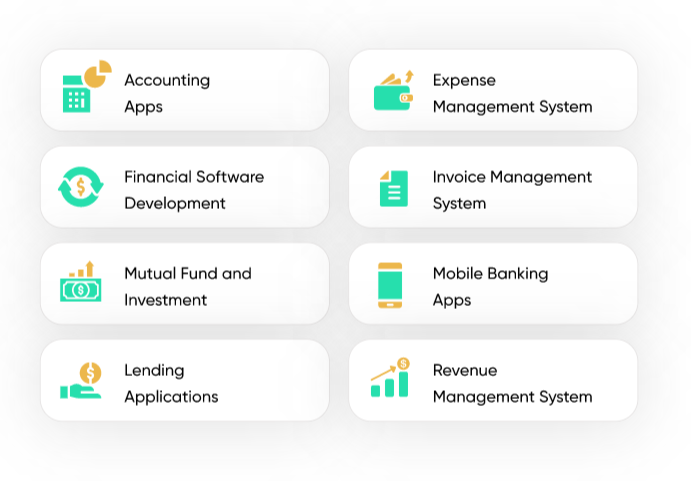 Accounting
Apps
Expense
Management System
Financial Software
Development
Invoice Management
System
Mutual Fund and
Investment
Mobile Banking
Apps
Lending
Applications
Revenue
Management System